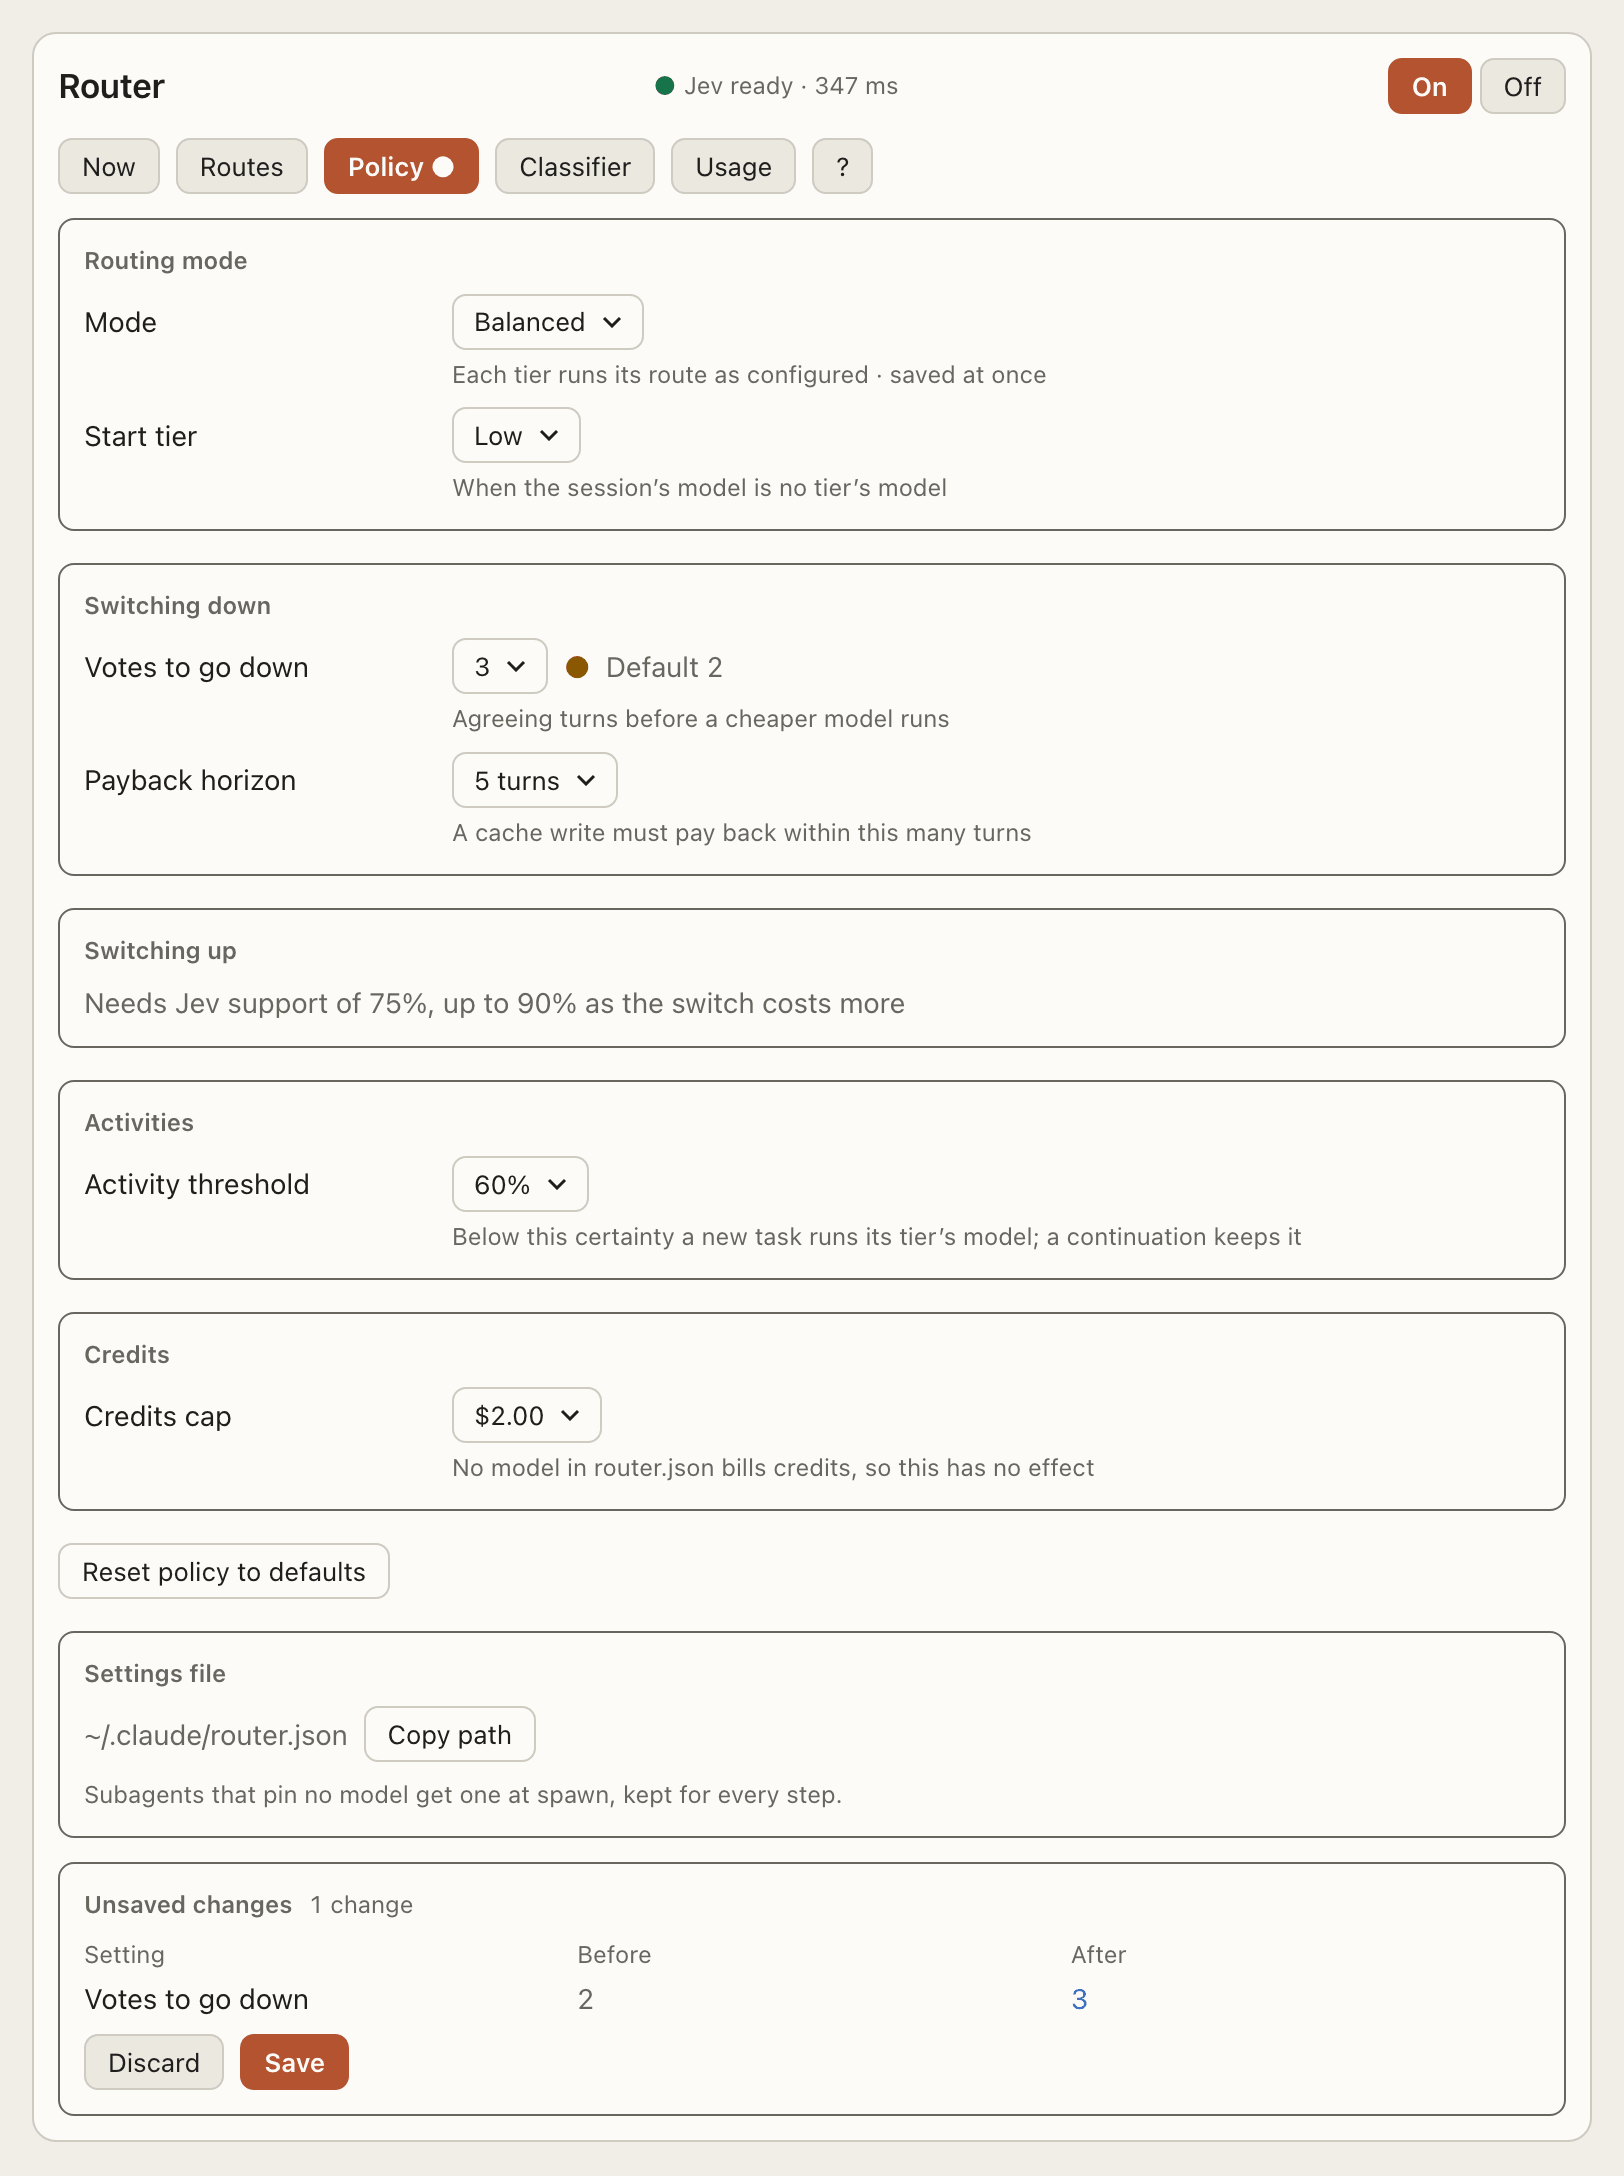 Router
Jev ready · 347 ms
On
Off
Now
Routes
Policy
Classifier
Usage
?
Routing mode
Mode
Balanced
Each tier runs its route as configured · saved at once
Start tier
Low
When the session’s model is no tier’s model
Switching down
Votes to go down
3
Default 2
Agreeing turns before a cheaper model runs
Payback horizon
5 turns
A cache write must pay back within this many turns
Switching up
Needs Jev support of 75%, up to 90% as the switch costs more
Activities
Activity threshold
60%
Below this certainty a new task runs its tier’s model; a continuation keeps it
Credits
Credits cap
$2.00
No model in router.json bills credits, so this has no effect
Reset policy to defaults
Settings file
~/.claude/router.json
Copy path
Subagents that pin no model get one at spawn, kept for every step.
Unsaved changes 1 change
Setting Before After
Votes to go down 2 3
Discard
Save